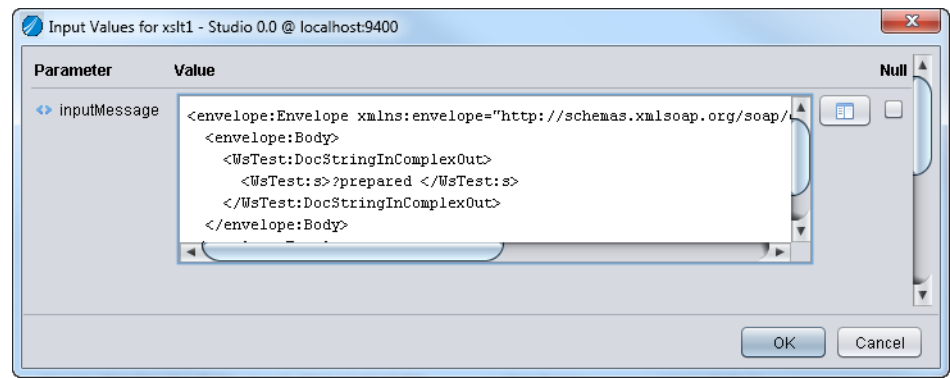 Input Values for xslt1 - Studio 0.0 @ localhost:9400
Parameter Value Null
inputMessage
<envelope:Envelope xmlns:envelope="http://schemas.xmlsoap.org/soap/
<envelope:Body>
<WsTest:DocStringInComplexOut>
<WsTest:s>?prepared </WsTest:s>
</WsTest:DocStringInComplexOut>
</envelope:Body>
OK Cancel